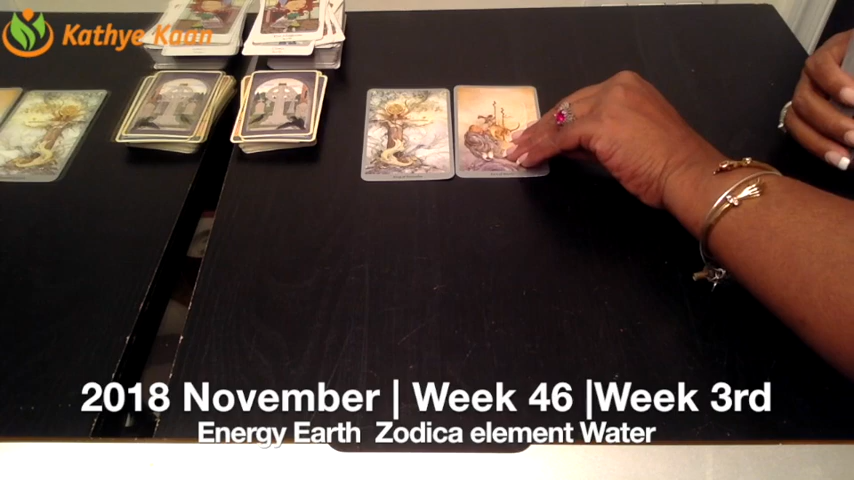 Kathye Kaan
2018 November | Week 46 |Week 3rd
Energy Earth Zodica element Water